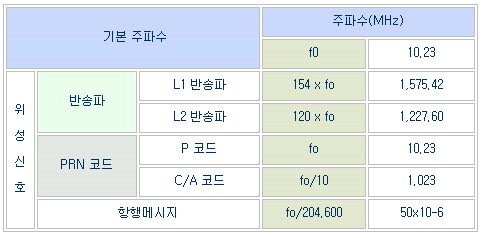 기본 주파수 주파수(MHz)
f0 10.23
위성신호 반송파 L1 반송파 154 x fo 1,575.42
L2 반송파 120 x fo 1,227.60
PRN 코드 P 코드 fo 10.23
C/A 코드 fo/10 1.023
항행메시지 fo/204,600 50x10-6